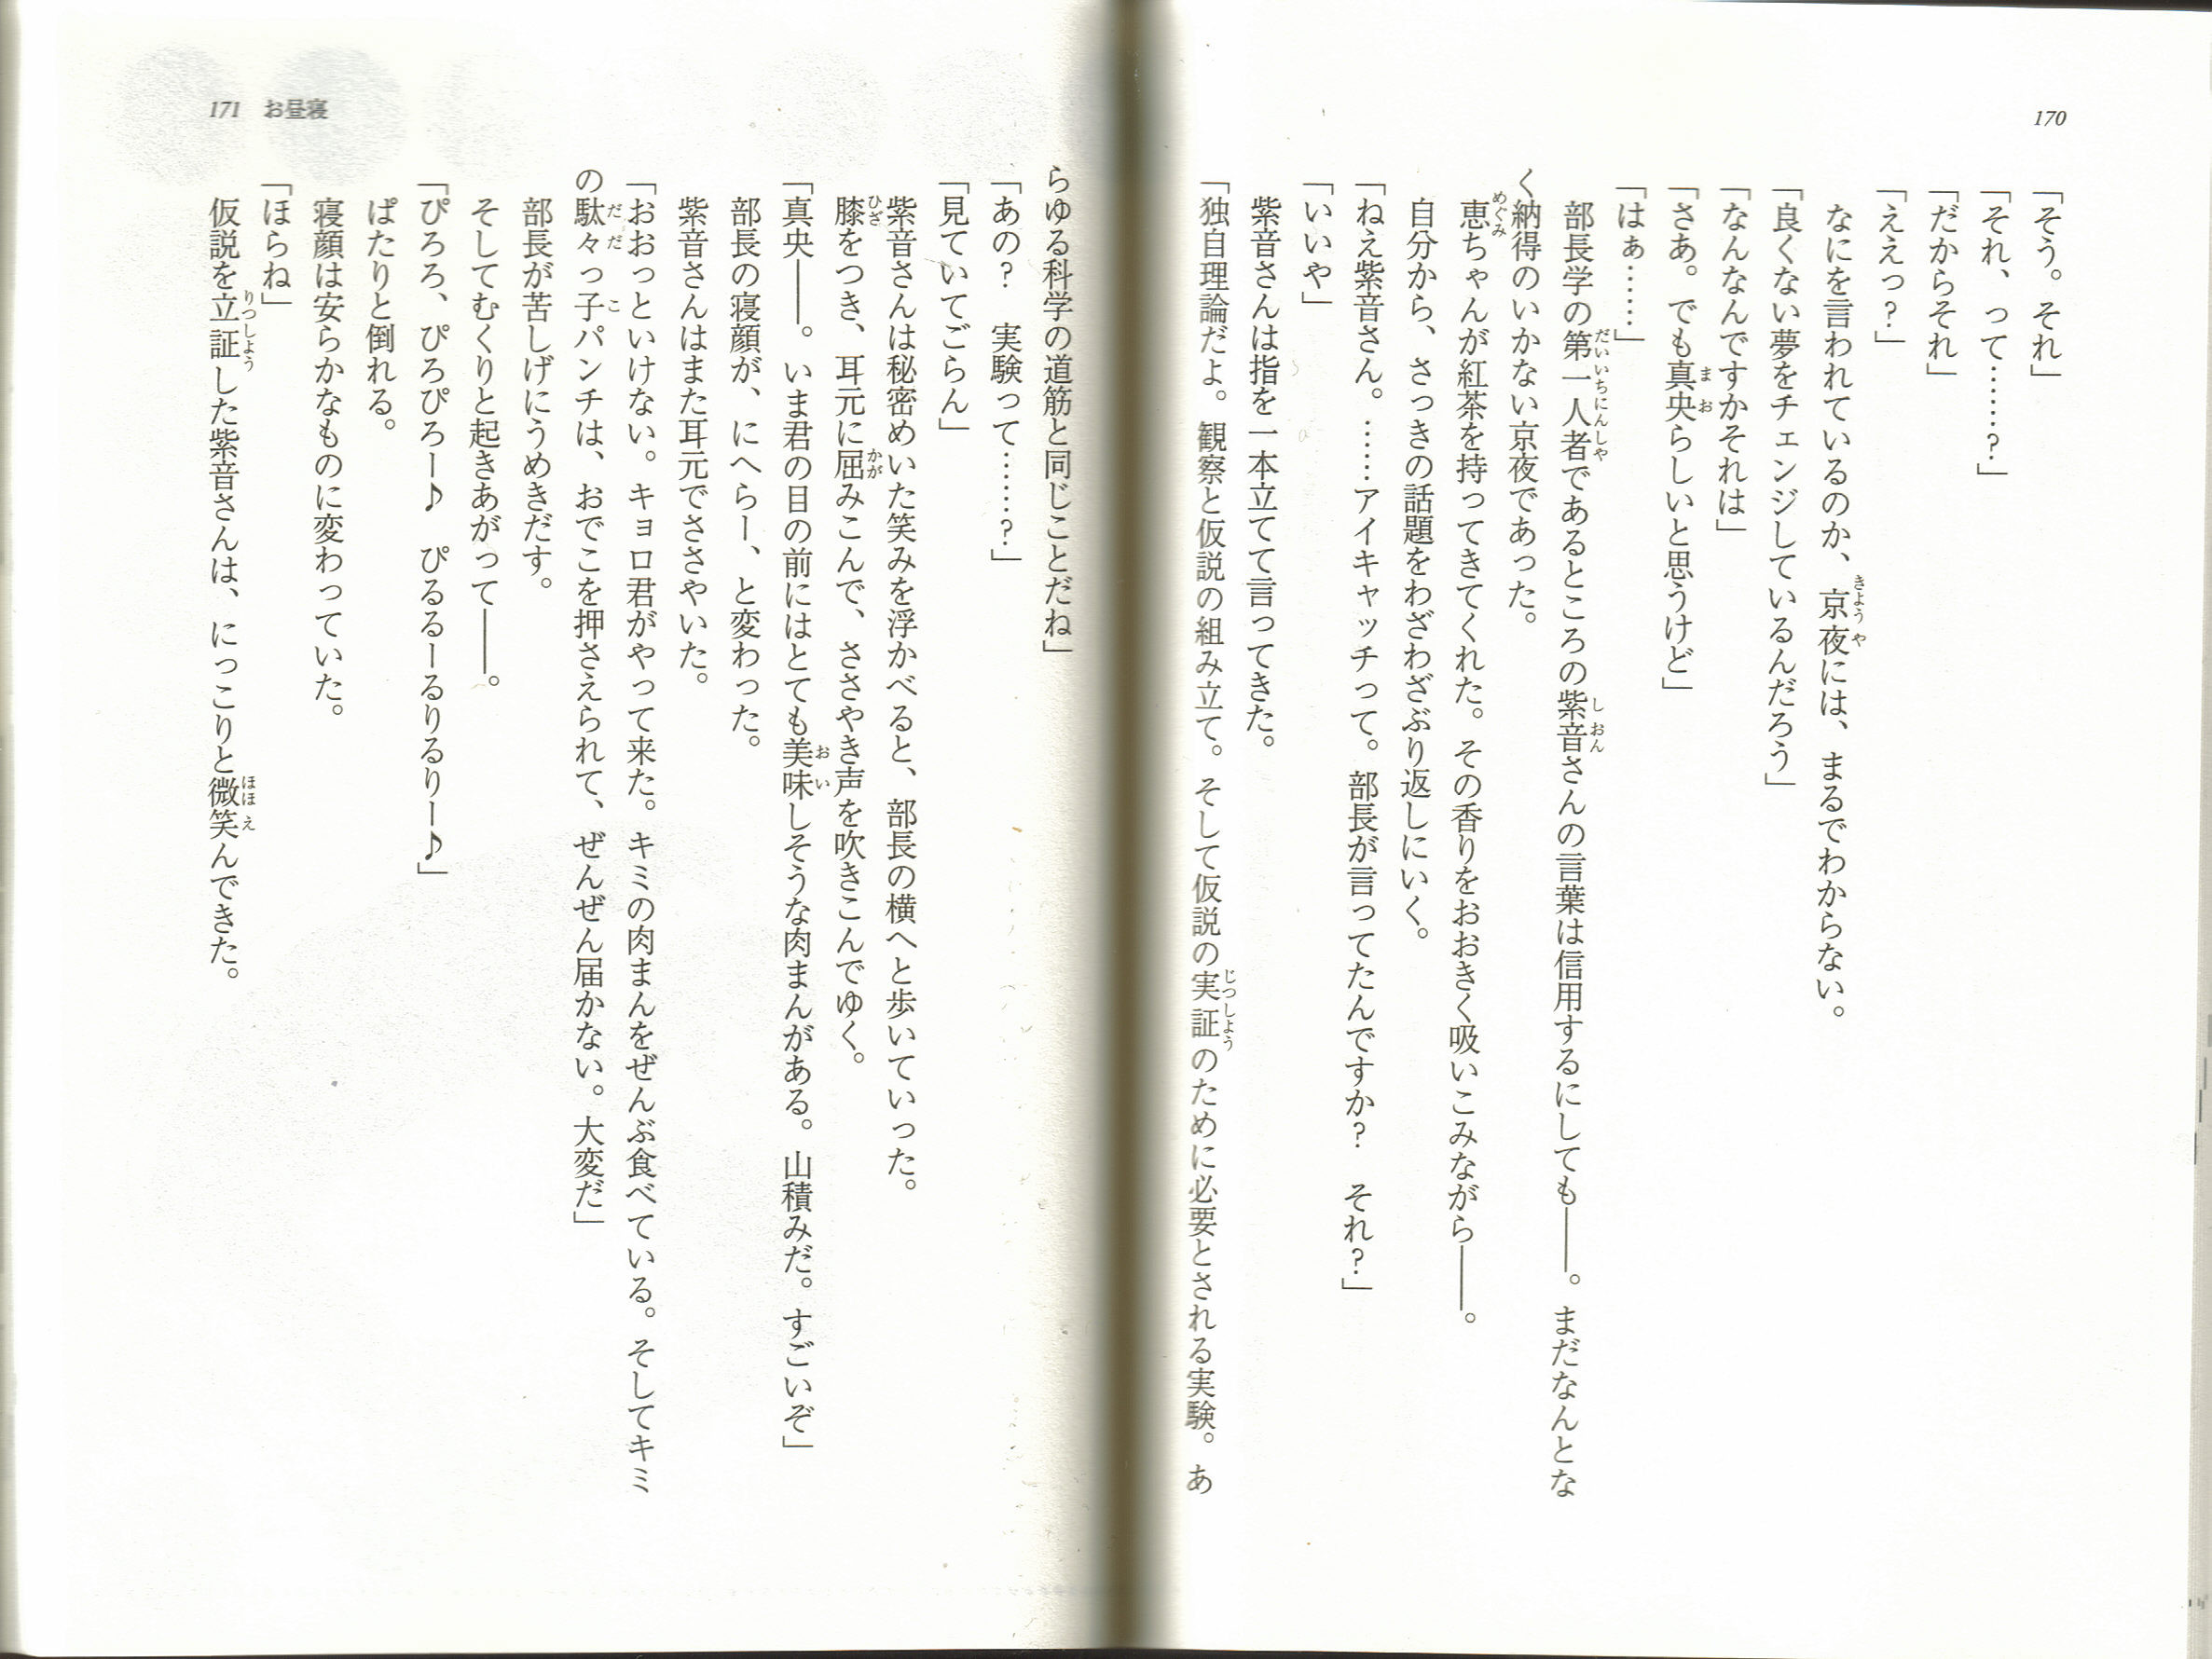 170
「そう。それ」
「それ、って……?」
「だからそれ」
「ええっ?」
なにを言われているのか、京夜には、まるでわからない。
「良くない夢をチェンジしているんだろう」
「なんなんですかそれは」
「さあ。でも真央らしいと思うけど」
「はぁ……」
部長学の第一人者であるところの紫音さんの言葉は信用するにしても——。まだなんとな
く納得のいかない京夜であった。
恵ちゃんが紅茶を持ってきてくれた。その香りをおおきく吸いこみながら——。
自分から、さっきの話題をわざわざぶり返しにいく。
「ねえ紫音さん。……アイキャッチって。部長が言ってたんですか? それ?」
「いいや」
紫音さんは指を一本立てて言ってきた。
「独自理論だよ。観察と仮説の組み立て。そして仮説の実証のために必要とされる実験。あ
171 お昼寝
らゆる科学の道筋と同じことだね」
「あの? 実験って……?」
「見ていてごらん」
紫音さんは秘密めいた笑みを浮かべると、部長の横へと歩いていった。
膝をつき、耳元に屈みこんで、ささやき声を吹きこんでゆく。
「真央——。いま君の目の前にはとても美味しそうな肉まんがある。山積みだ。すごいぞ」
部長の寝顔が、にへらー、と変わった。
紫音さんはまた耳元でささやいた。
「おおっといけない。キョロ君がやって来た。キミの肉まんをぜんぶ食べている。そしてキミ
の駄々っ子パンチは、おでこを押さえられて、ぜんぜん届かない。大変だ」
部長が苦しげにうめきだす。
そしてむくりと起きあがって——。
「ぴろろ、ぴろぴろー♪ ぴるるーるりるりー♪」
ぱたりと倒れる。
寝顔は安らかなものに変わっていた。
「ほらね」
仮説を立証した紫音さんは、にっこりと微笑んできた。